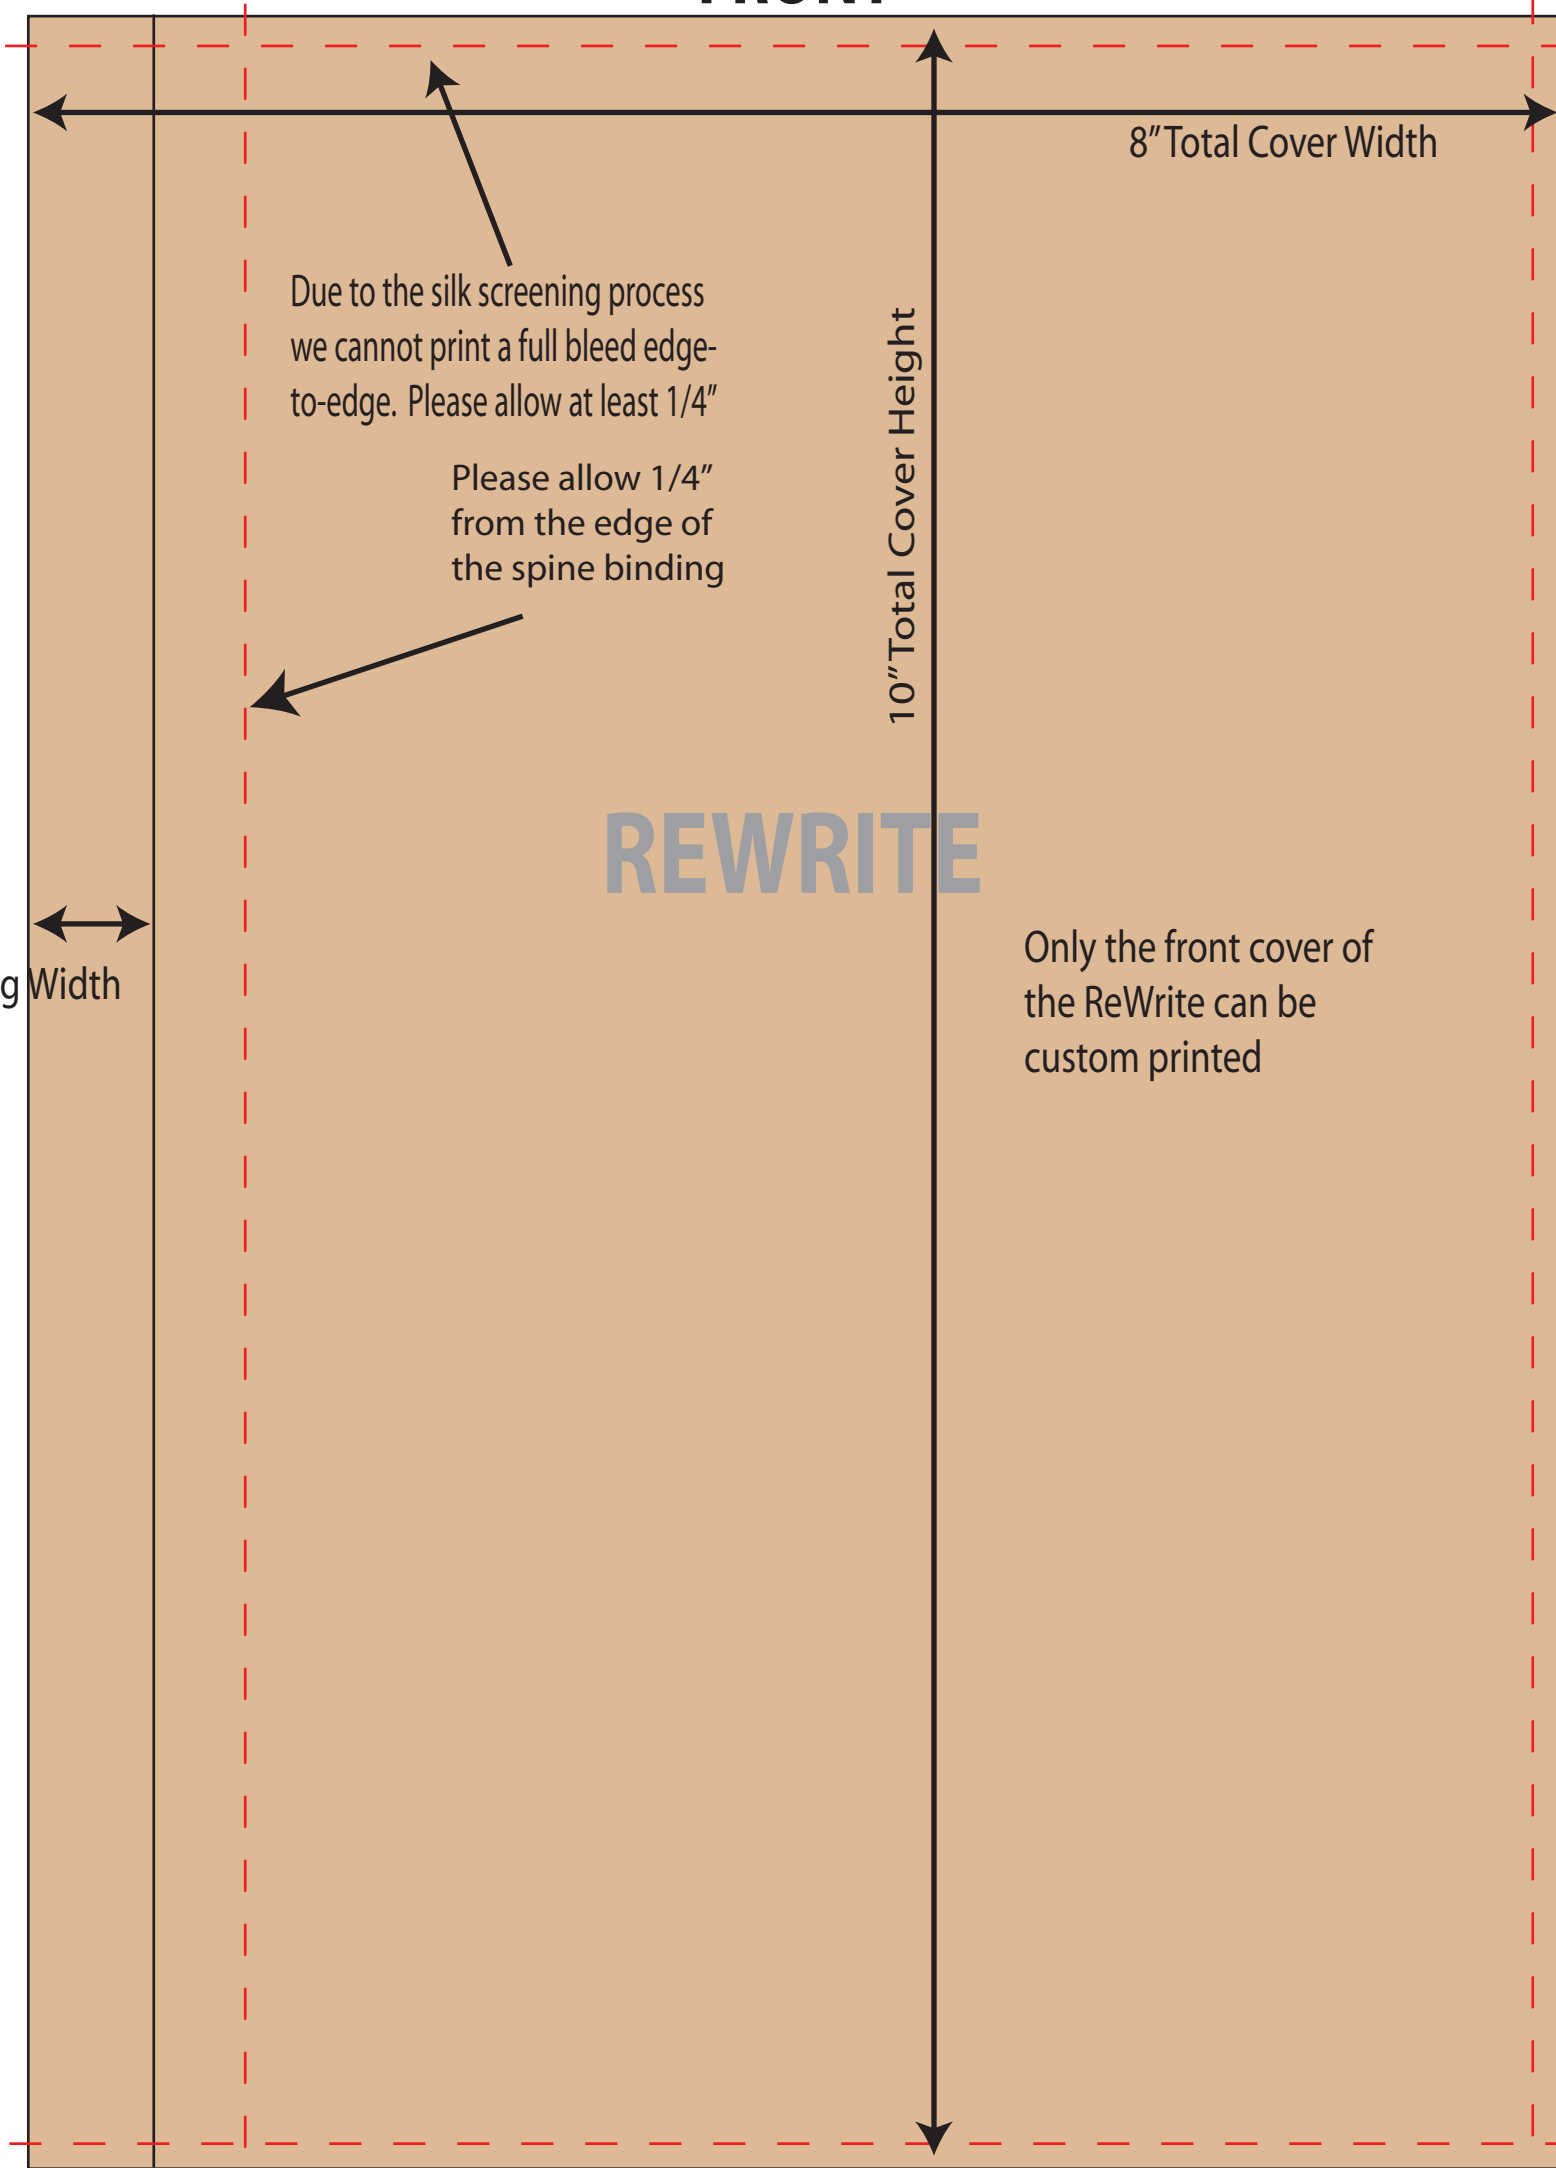 FRONT
8" Total Cover Width
Due to the silk screening process
we cannot print a full bleed edge-
to-edge. Please allow at least 1/4"
Please allow 1/4"
from the edge of
the spine binding
10" Total Cover Height
REWRITE
g Width
Only the front cover of
the ReWrite can be
custom printed